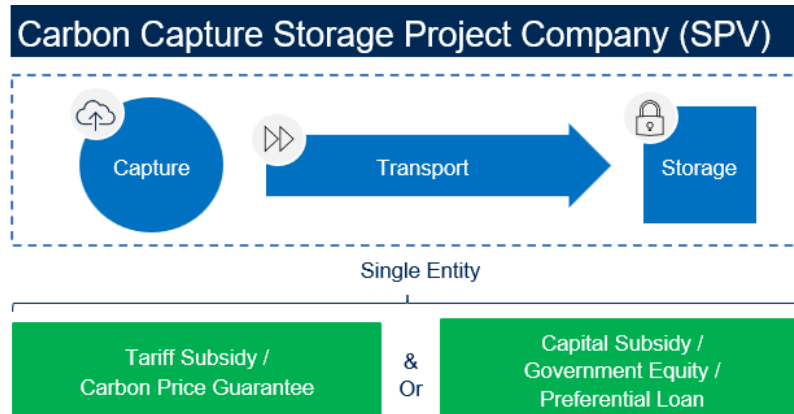 Carbon Capture Storage Project Company (SPV)
Capture
Transport
Storage
Single Entity
Tariff Subsidy /
Carbon Price Guarantee
&
Or
Capital Subsidy /
Government Equity /
Preferential Loan